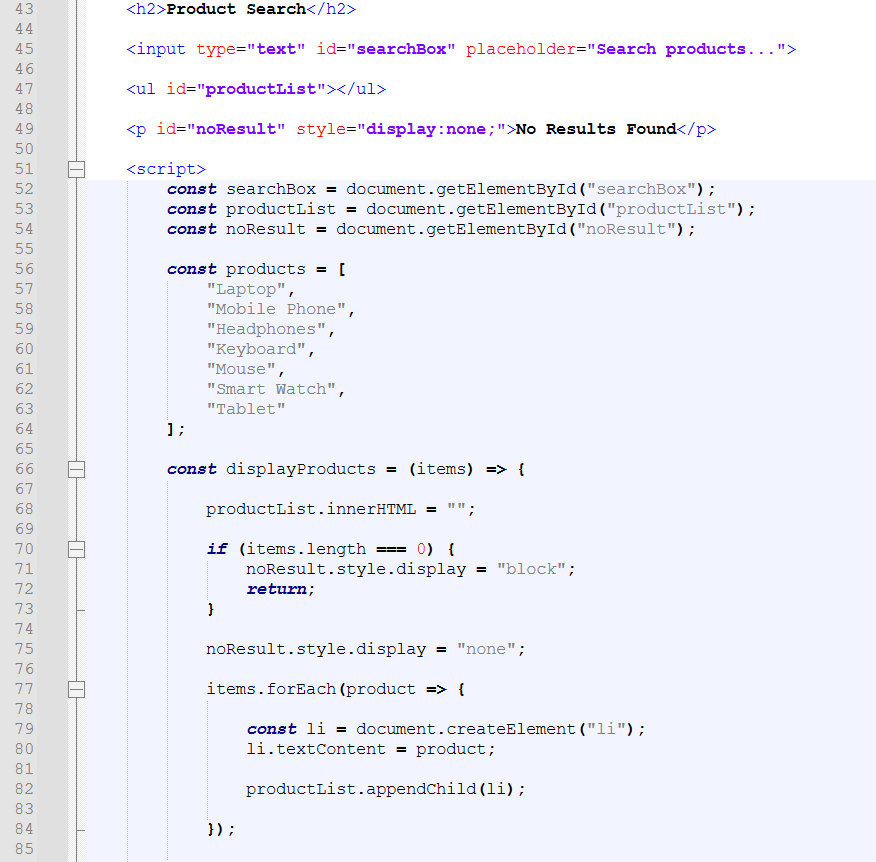 43 <h2>Product Search</h2>
44
45 <input type="text" id="searchBox" placeholder="Search products...">
46
47 <ul id="productList"></ul>
48
49 <p id="noResult" style="display:none;">No Results Found</p>
50
51 <script>
52 const searchBox = document.getElementById("searchBox");
53 const productList = document.getElementById("productList");
54 const noResult = document.getElementById("noResult");
55
56 const products = [
57 "Laptop",
58 "Mobile Phone",
59 "Headphones",
60 "Keyboard",
61 "Mouse",
62 "Smart Watch",
63 "Tablet"
64 ];
65
66 const displayProducts = (items) => {
67
68 productList.innerHTML = "";
69
70 if (items.length === 0) {
71 noResult.style.display = "block";
72 return;
73 }
74
75 noResult.style.display = "none";
76
77 items.forEach(product => {
78
79 const li = document.createElement("li");
80 li.textContent = product;
81
82 productList.appendChild(li);
83
84 });
85